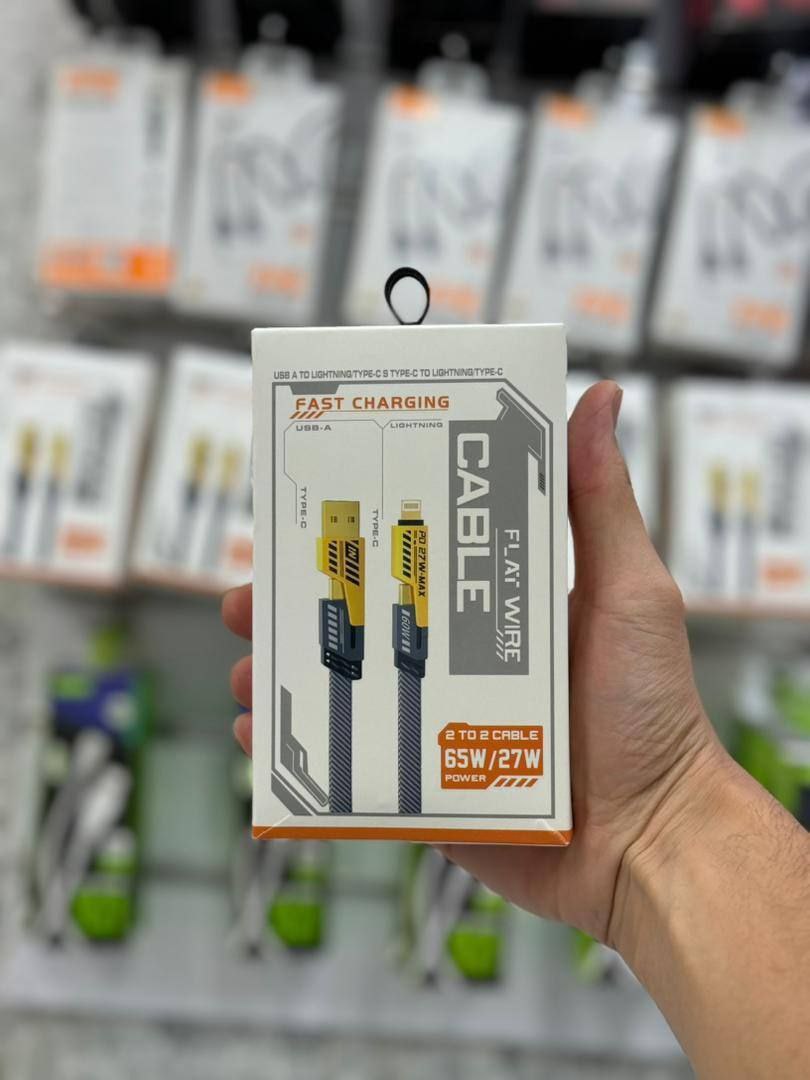 USB A TO LIGHTNING/TYPE-C & TYPE-C TO LIGHTNING/TYPE-C
FAST CHARGING
USB-A
LIGHTNING
TYPE-C
TYPE-C
CABLE
FLAT WIRE
PD 27W-MAX
60W
2 TO 2 CABLE
65W/27W
POWER